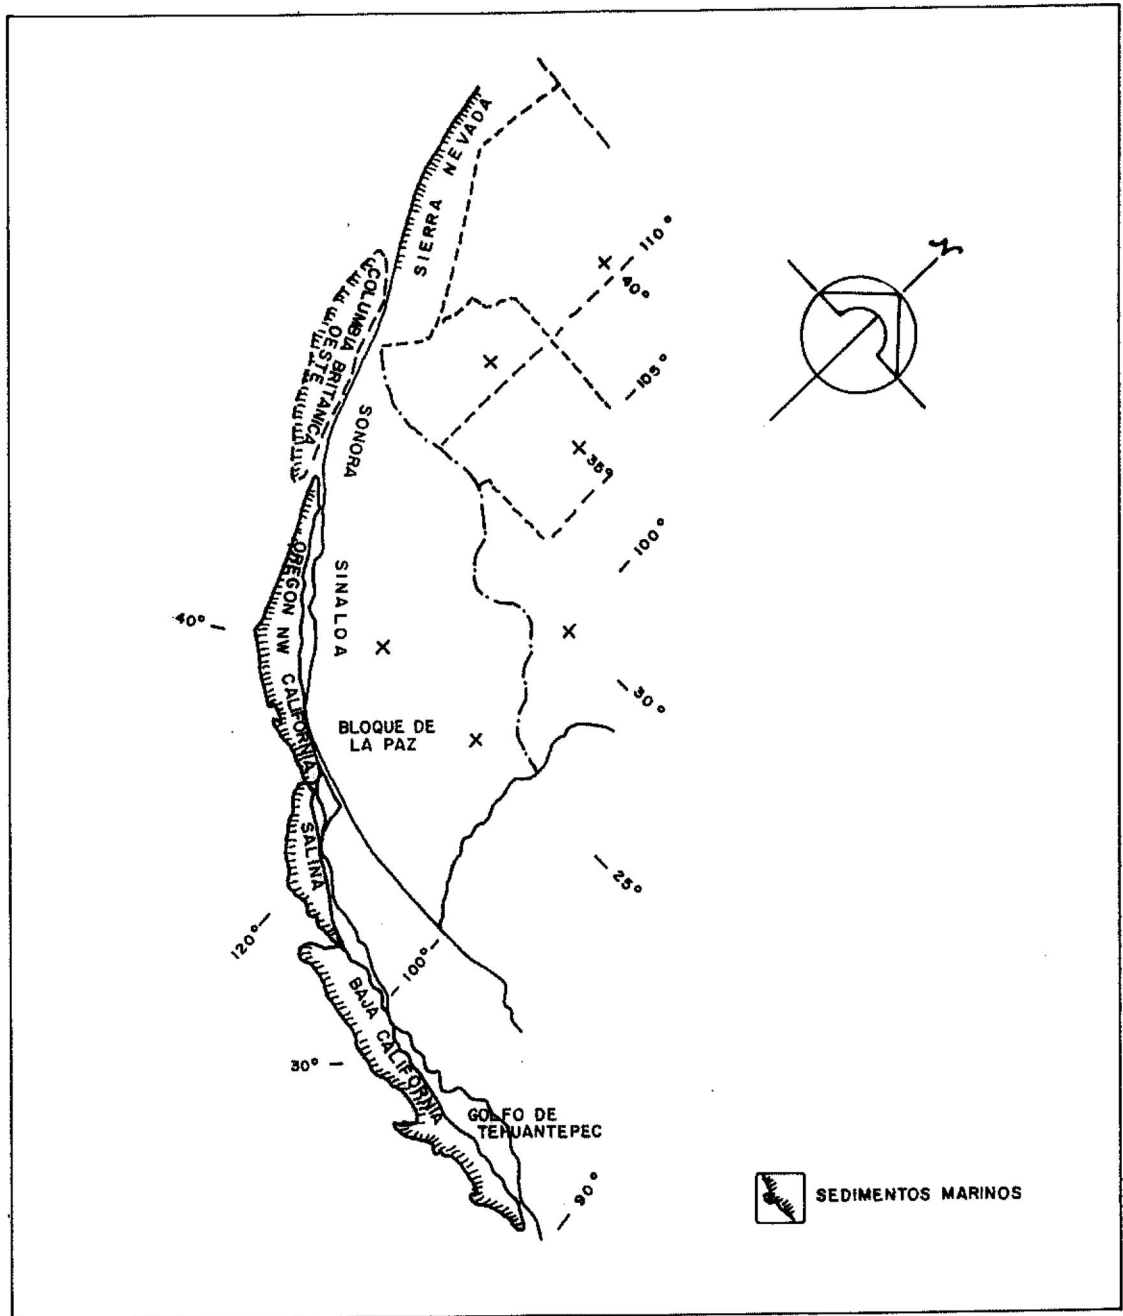 SIERRA NEVADA
110°
40°
COLUMBIA BRITANICA
OESTE
105°
SONORA
35°
100°
SINALOA
OREGON NW CALIFORNIA
40°
30°
BLOQUE DE
LA PAZ
SALINA
25°
120°
100°
BAJA CALIFORNIA
30°
GOLFO DE
TEHUANTEPEC
90°
SEDIMENTOS MARINOS
N